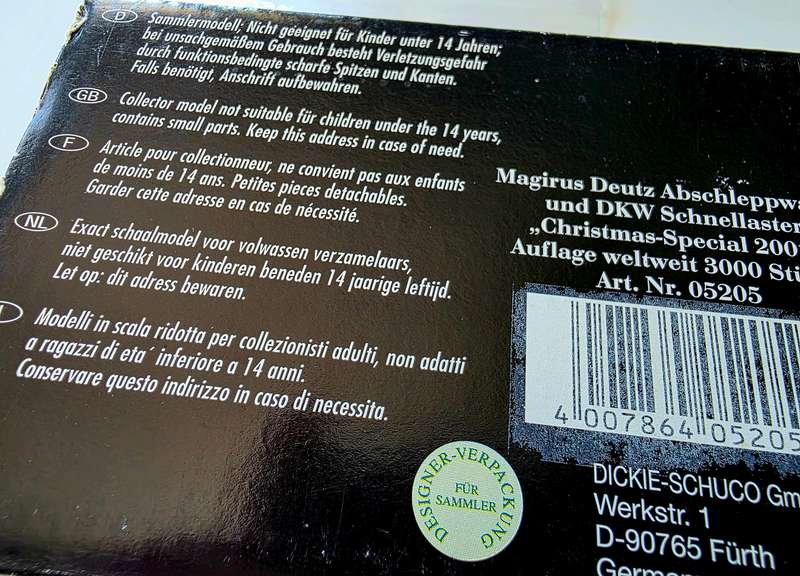 D
Sammlermodell; Nicht geeignet für Kinder unter 14 Jahren;
bei unsachgemäßem Gebrauch besteht Verletzungsgefahr
durch funktionsbedingte scharfe Spitzen und Kanten.
Falls benötigt, Anschrift aufbewahren.
GB
Collector model not suitable für children under the 14 years,
contains small parts. Keep this address in case of need.
F
Article pour collectionneur, ne convient pas aux enfants
de moins de 14 ans. Petites pieces detachables.
Garder cette adresse en cas de nécessité.
NL
Exact schaalmodel voor volwassen verzamelaars,
niet geschikt voor kinderen beneden 14 jaarige leftijd.
Let op: dit adress bewaren.
I
Modelli in scala ridotta per collezionisti adulti, non adatti
a ragazzi di eta´ inferiore a 14 anni.
Conservare questo indirizzo in caso di necessita.
Magirus Deutz
und DKW
„Christmas-Special
Auflage weltweit 3000
Art. Nr. 05205
4 007864 05205
DESIGNER-VERPACKUNG
FÜR
SAMMLER
DICKIE-SCHUCO
Werkstr. 1
D-90765 Fürth